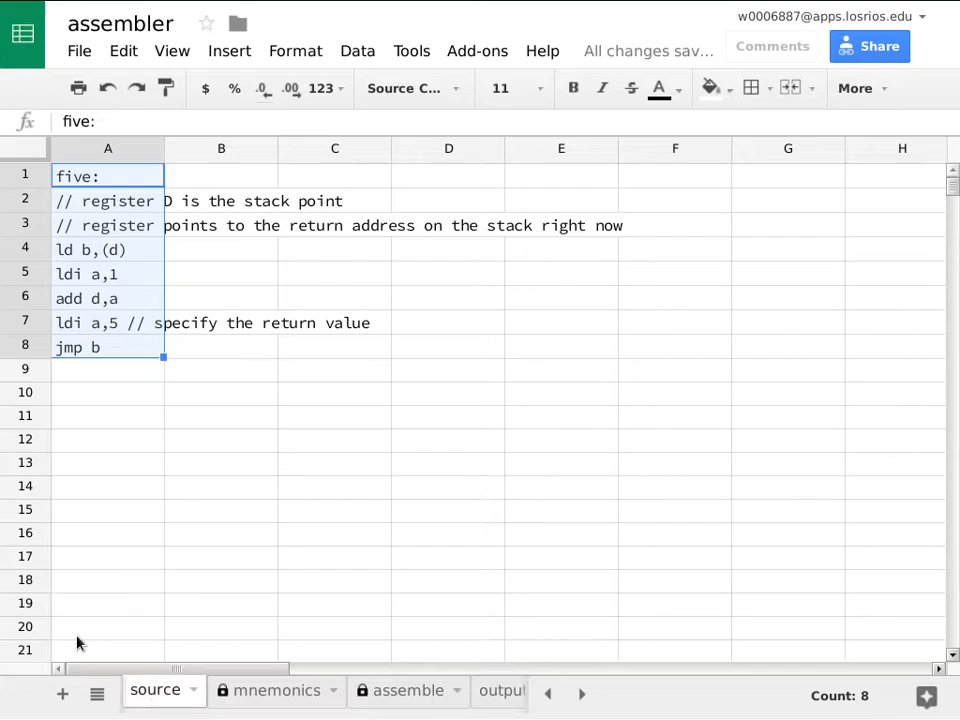 assembler
w0006887@apps.losrios.edu
File Edit View Insert Format Data Tools Add-ons Help All changes sav...
Comments
Share
$ % .0 .00 123 Source C... 11 B I S A More
fx five:
A B C D E F G H
1 five:
2 // register D is the stack point
3 // register points to the return address on the stack right now
4 ld b,(d)
5 ldi a,1
6 add d,a
7 ldi a,5 // specify the return value
8 jmp b
9
10
11
12
13
14
15
16
17
18
19
20
21
+ source mnemonics assemble output Count: 8